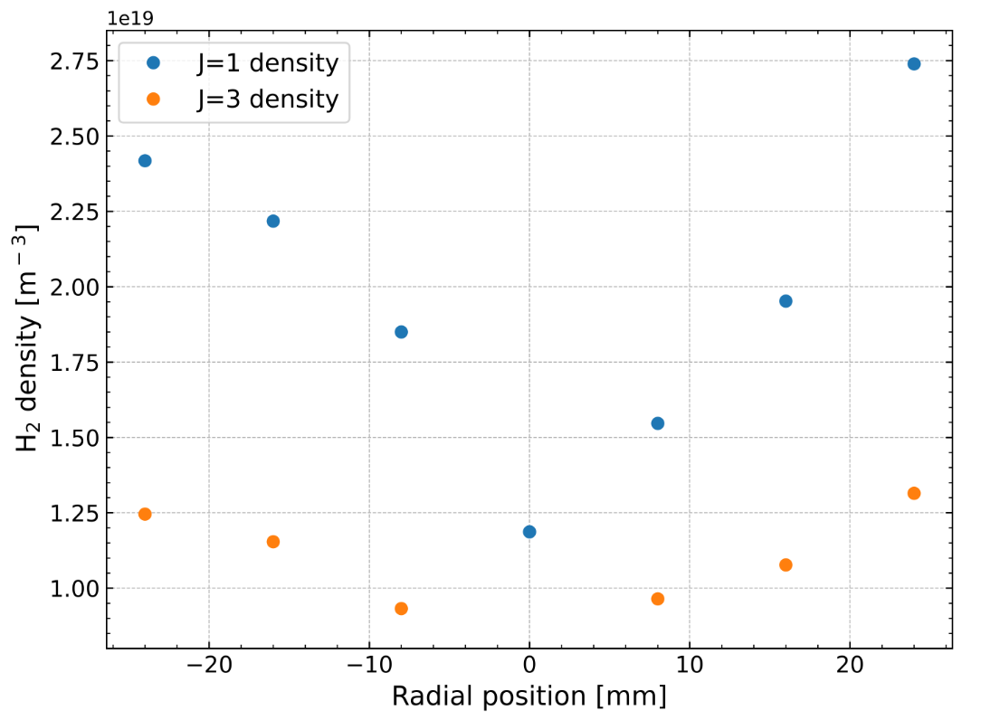 1e19
J=1 density
J=3 density
2.75
2.50
2.25
2.00
1.75
1.50
1.25
1.00
H₂ density [m⁻³]
−20 −10 0 10 20
Radial position [mm]